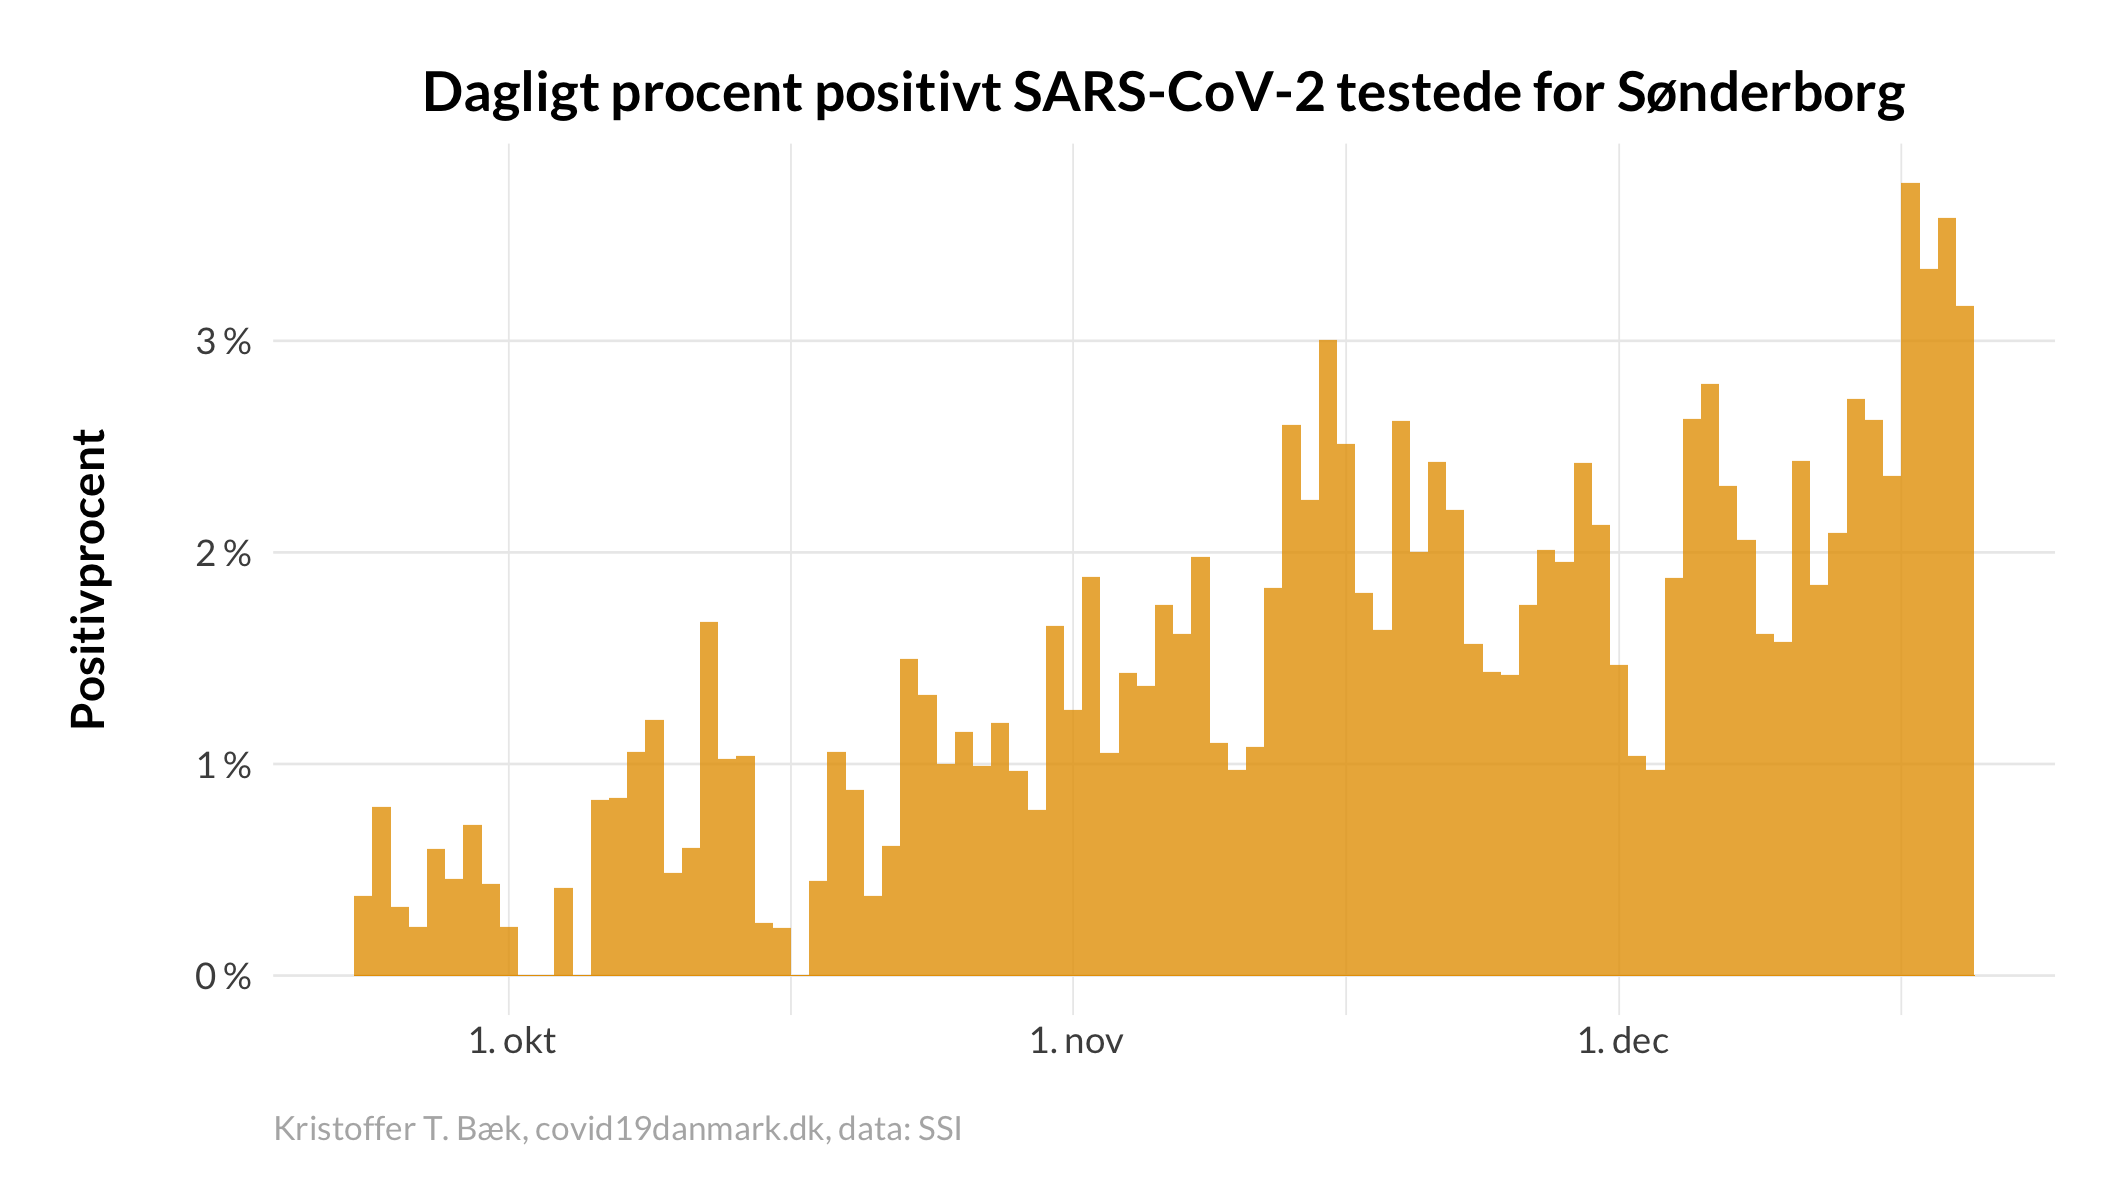 Dagligt procent positivt SARS-CoV-2 testede for Sønderborg
Positivprocent
3 %
2 %
1 %
0 %
1. okt
1. nov
1. dec
Kristoffer T. Bæk, covid19danmark.dk, data: SSI